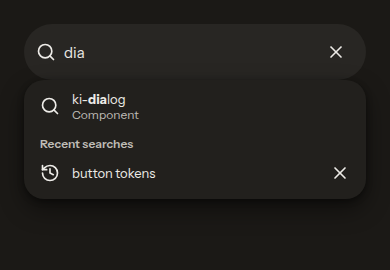 dia
ki-dialog
Component
Recent searches
button tokens